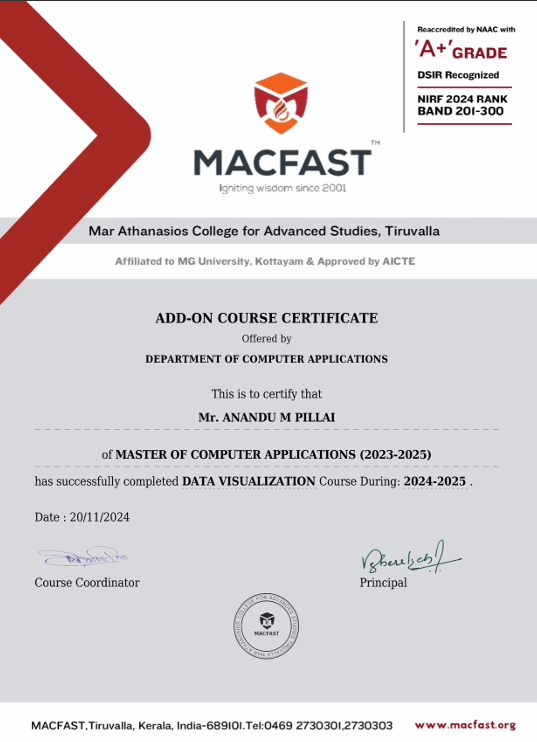 Reaccredited by NAAC with
'A+' GRADE
DSIR Recognized
NIRF 2024 RANK
BAND 201-300
MACFAST™
Igniting wisdom since 2001
Mar Athanasios College for Advanced Studies, Tiruvalla
Affiliated to MG University, Kottayam & Approved by AICTE
ADD-ON COURSE CERTIFICATE
Offered by
DEPARTMENT OF COMPUTER APPLICATIONS
This is to certify that
Mr. ANANDU M PILLAI
of MASTER OF COMPUTER APPLICATIONS (2023-2025)
has successfully completed DATA VISUALIZATION Course During: 2024-2025 .
Date : 20/11/2024
Course Coordinator
Principal
MACFAST
MACFAST,Tiruvalla, Kerala, India-689101.Tel:0469 2730301,2730303
www.macfast.org